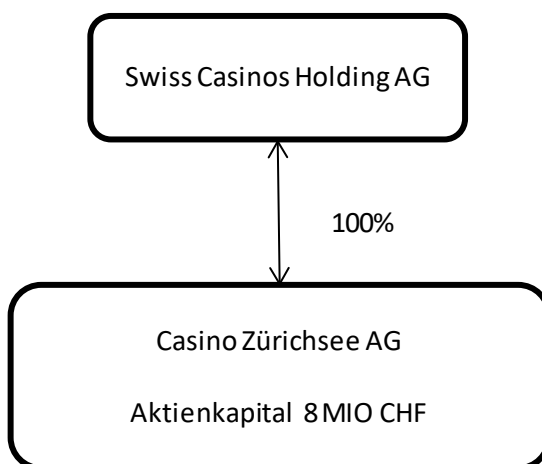 Swiss Casinos Holding AG
100%
Casino Zürichsee AG
Aktienkapital 8 MIO CHF